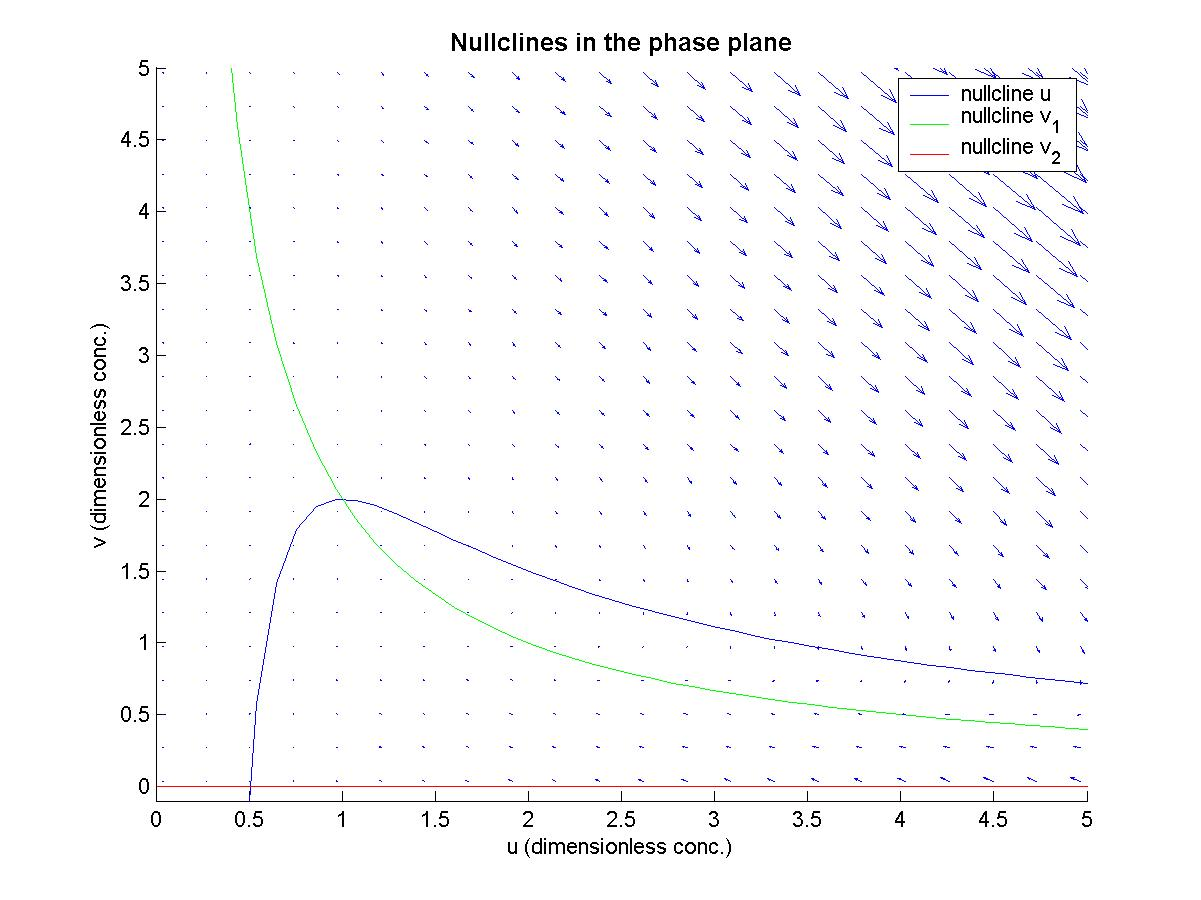 Nullclines in the phase plane
nullcline u
nullcline v1
nullcline v2
5
4.5
4
3.5
3
2.5
2
1.5
1
0.5
0
v (dimensionless conc.)
0 0.5 1 1.5 2 2.5 3 3.5 4 4.5 5
u (dimensionless conc.)